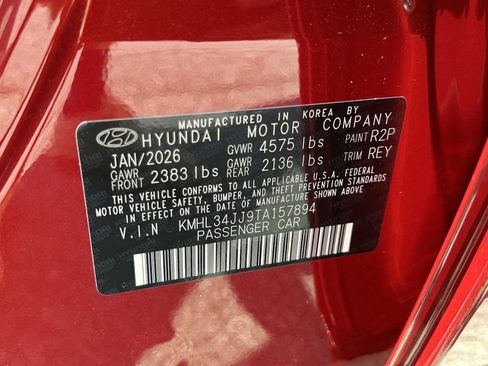 MANUFACTURED IN KOREA BY
HYUNDAI MOTOR COMPANY
JAN/2026 GVWR 4575 lbs PAINT R2P
GAWR FRONT 2383 lbs GAWR REAR 2136 lbs TRIM REY
THIS VEHICLE CONFORMS TO ALL APPLICABLE U.S.A. FEDERAL
MOTOR VEHICLE SAFETY, BUMPER, AND THEFT PREVENTION STANDARDS
IN EFFECT ON THE DATE OF MANUFACTURE SHOWN ABOVE.
V.I.N KMHL34JJ9TA157894
PASSENGER CAR